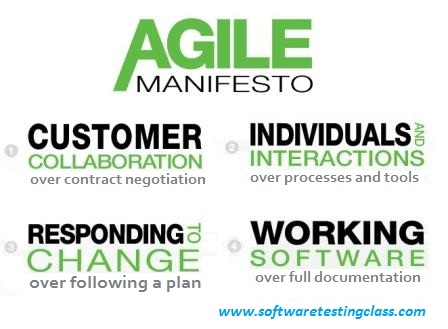 AGILE
MANIFESTO
1 CUSTOMER
COLLABORATION
over contract negotiation
2 INDIVIDUALS AND
INTERACTIONS
over processes and tools
3 RESPONDING TO
CHANGE
over following a plan
4 WORKING
SOFTWARE
over full documentation
www.softwaretestingclass.com